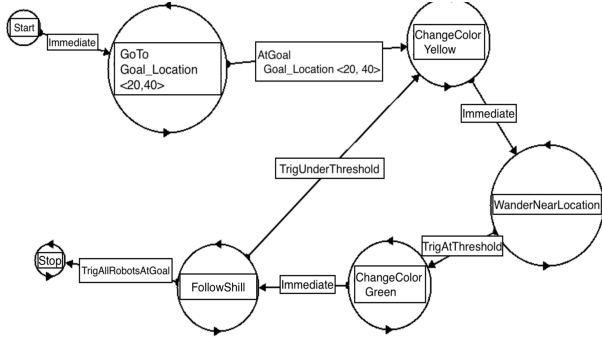 Start
Immediate
GoTo
Goal_Location
<20,40>
AtGoal
Goal_Location <20, 40>
ChangeColor
Yellow
Immediate
WanderNearLocation
TrigAtThreshold
ChangeColor
Green
Immediate
FollowShill
TrigUnderThreshold
TrigAllRobotsAtGoal
Stop